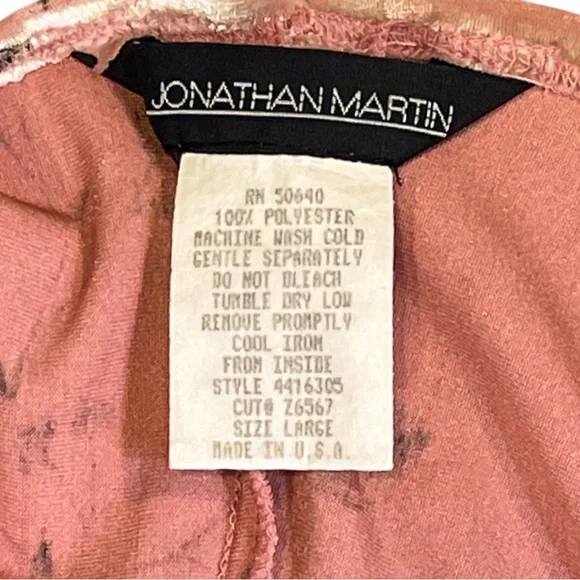 JONATHAN MARTIN
RN 50640
100% POLYESTER
MACHINE WASH COLD
GENTLE SEPARATELY
DO NOT BLEACH
TUMBLE DRY LOW
REMOVE PROMPTLY
COOL IRON
FROM INSIDE
STYLE 4416305
CUT# Z6567
SIZE LARGE
MADE IN U.S.A.